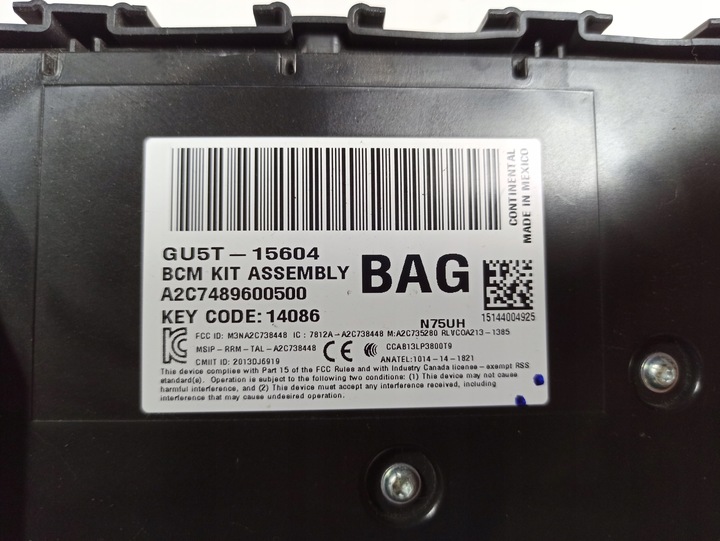 CONTINENTAL
MADE IN MEXICO
GU5T-15604
BCM KIT ASSEMBLY
A2C7489600500
KEY CODE:14086
BAG
N75UH
15144004925
FCC ID: M3NA2C738448 IC : 7812A-A2C738448 M:A2C735280 RLVCOA213-1385
MSIP-RRM-TAL-A2C738448
CE
CCAB13LP3800T9
CMIIT ID: 2013DJ6919
ANATEL:1014-14-1821
This device complies with Part 15 of the FCC Rules and with Industry Canada license - exempt RSS
standard(s). Operation is subject to the following two conditions: (1) This device may not cause
harmful interference, and (2) This device must accept any interference received, including
interference that may cause undesired operation.